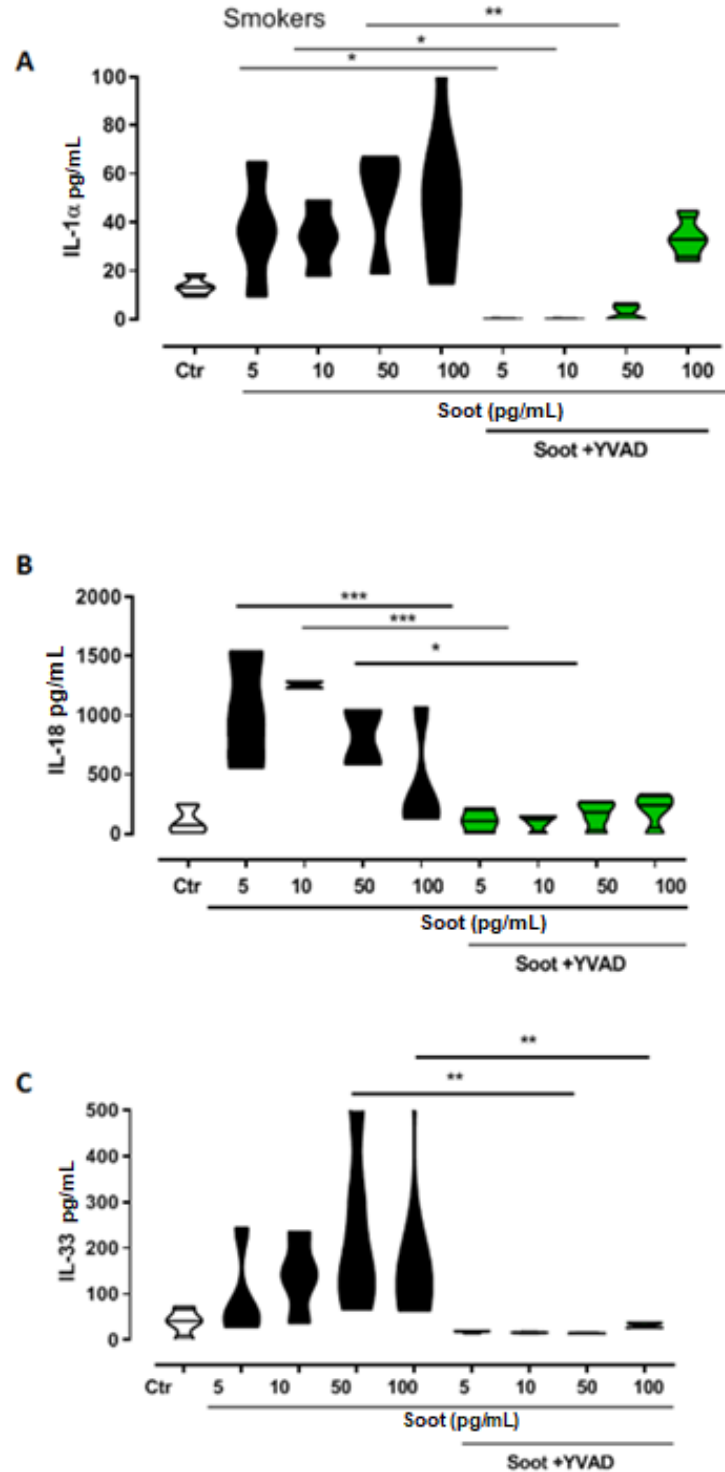 Smokers
**
*
*
A
100
80
60
40
20
0
IL-1α pg/mL
Ctr 5 10 50 100 5 10 50 100
Soot (pg/mL)
Soot +YVAD
B
***
***
*
2000
1500
1000
500
0
IL-18 pg/mL
Ctr 5 10 50 100 5 10 50 100
Soot (pg/mL)
Soot +YVAD
**
**
C
500
400
300
200
100
0
IL-33 pg/mL
Ctr 5 10 50 100 5 10 50 100
Soot (pg/mL)
Soot +YVAD